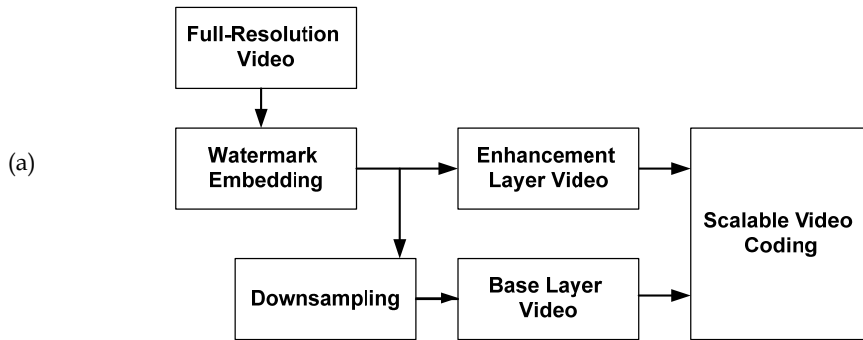 Full-Resolution
Video
(a)
Watermark
Embedding
Enhancement
Layer Video
Scalable Video
Coding
Downsampling
Base Layer
Video